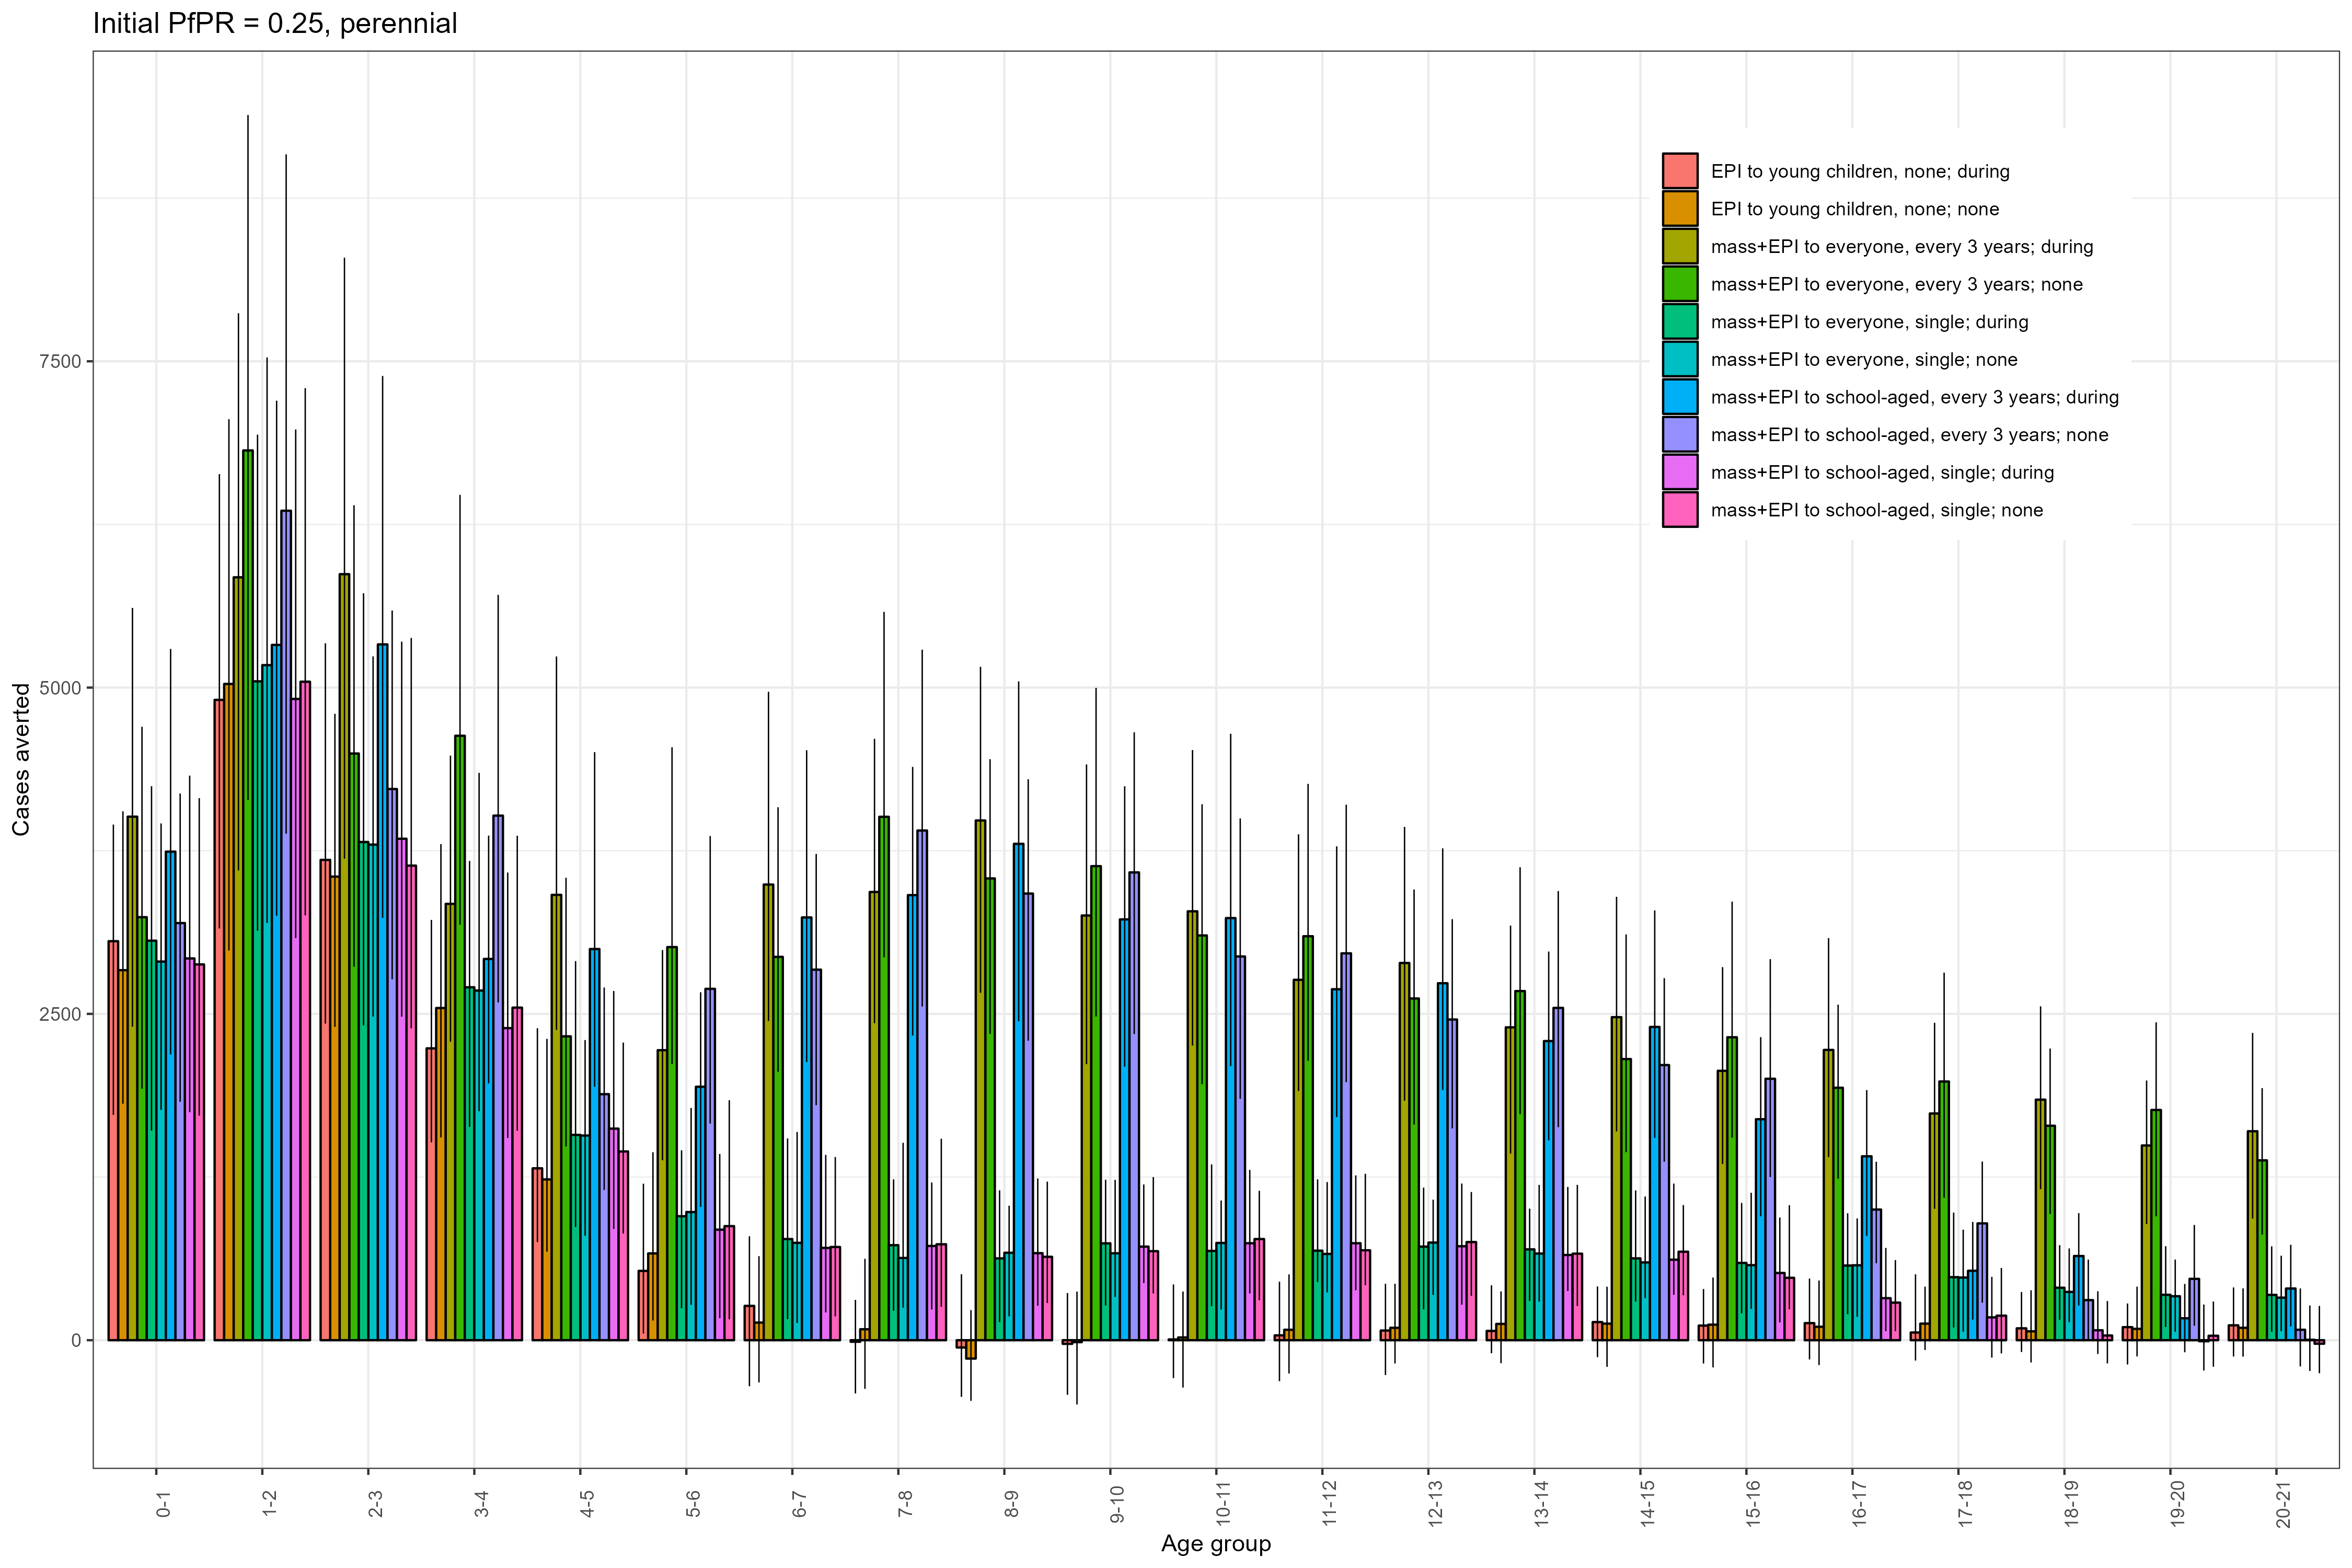 Initial PfPR = 0.25, perennial
Cases averted
7500
5000
2500
0
EPI to young children, none; during
EPI to young children, none; none
mass+EPI to everyone, every 3 years; during
mass+EPI to everyone, every 3 years; none
mass+EPI to everyone, single; during
mass+EPI to everyone, single; none
mass+EPI to school-aged, every 3 years; during
mass+EPI to school-aged, every 3 years; none
mass+EPI to school-aged, single; during
mass+EPI to school-aged, single; none
0-1
1-2
2-3
3-4
4-5
5-6
6-7
7-8
8-9
9-10
10-11
11-12
12-13
13-14
14-15
15-16
16-17
17-18
18-19
19-20
20-21
Age group